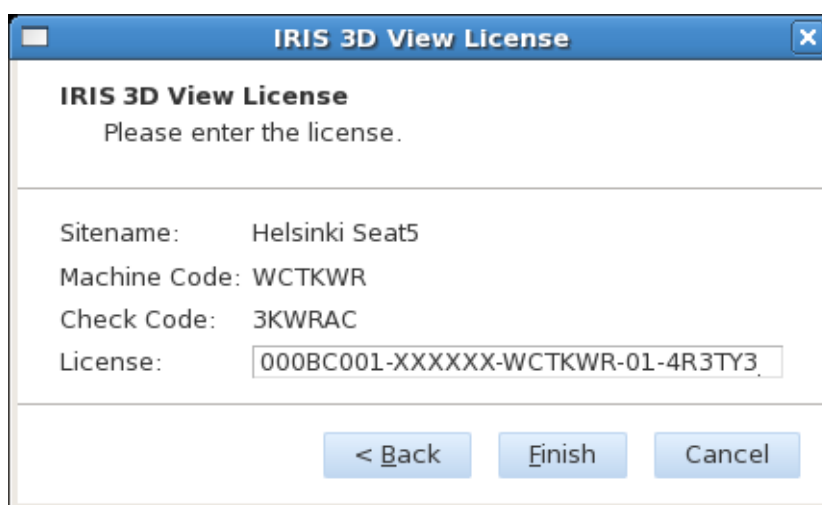 IRIS 3D View License
IRIS 3D View License
Please enter the license.
Sitename: Helsinki Seat5
Machine Code: WCTKWR
Check Code: 3KWRAC
License: 000BC001-XXXXXX-WCTKWR-01-4R3TY3
< Back Finish Cancel